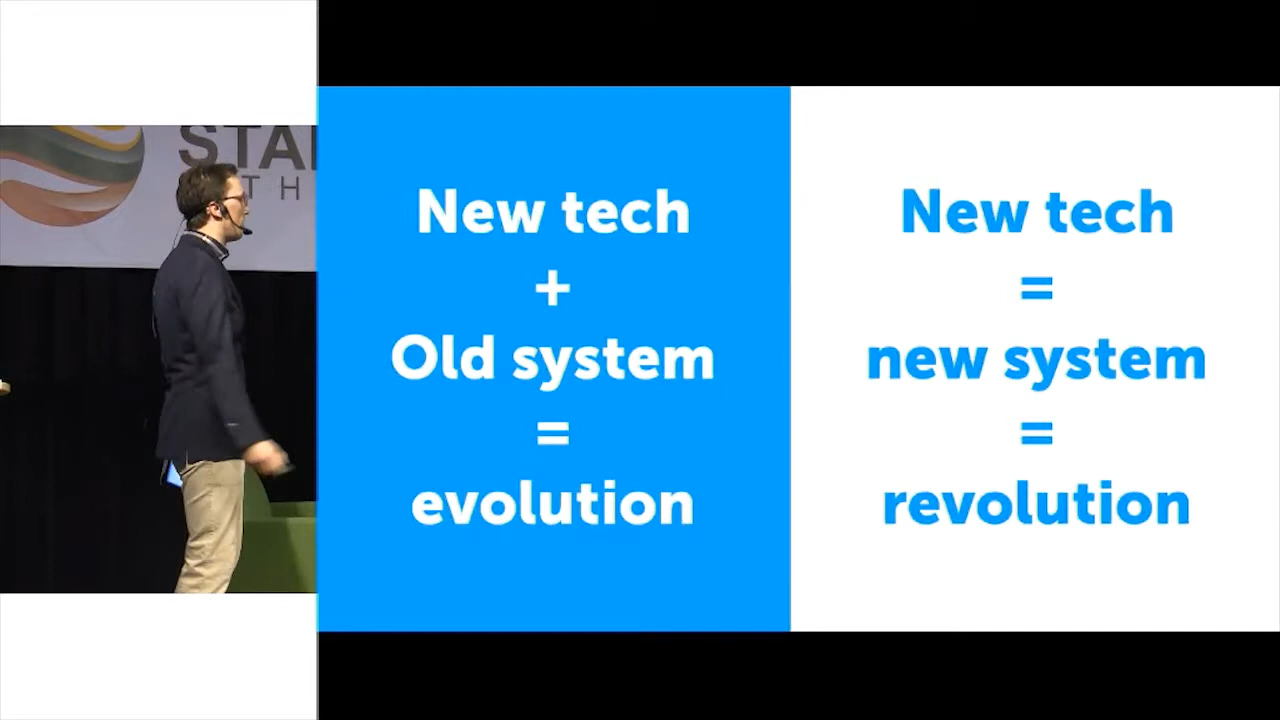 New tech
+
Old system
=
evolution
New tech
=
new system
=
revolution